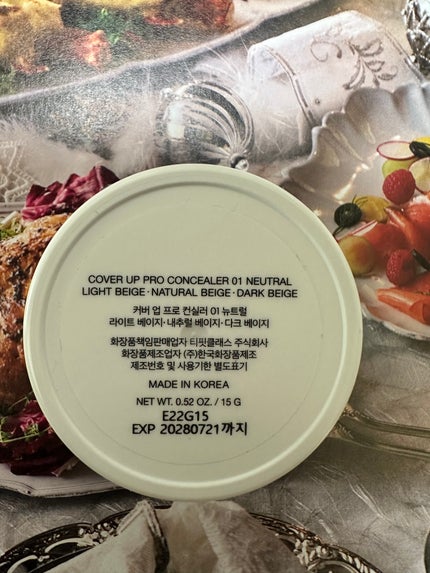 COVER UP PRO CONCEALER 01 NEUTRAL
LIGHT BEIGE · NATURAL BEIGE · DARK BEIGE
커버 업 프로 컨실러 01 뉴트럴
라이트 베이지 · 내추럴 베이지 · 다크 베이지
화장품책임판매업자 티핏클래스 주식회사
화장품제조업자 (주)한국화장품제조
제조번호 및 사용기한 별도표기
MADE IN KOREA
NET WT. 0.52 OZ. / 15 G
E22G15
EXP 20280721까지